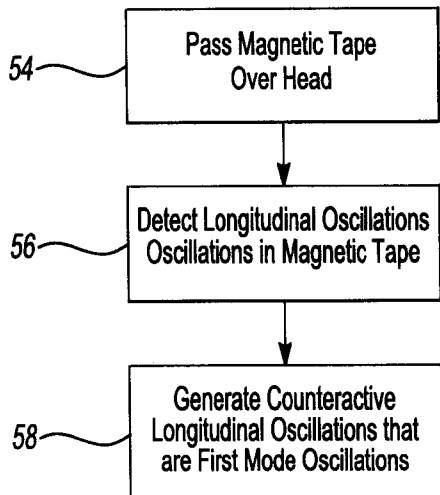 54
Pass Magnetic Tape
Over Head
56
Detect Longitudinal Oscillations
Oscillations in Magnetic Tape
58
Generate Counteractive
Longitudinal Oscillations that
are First Mode Oscillations